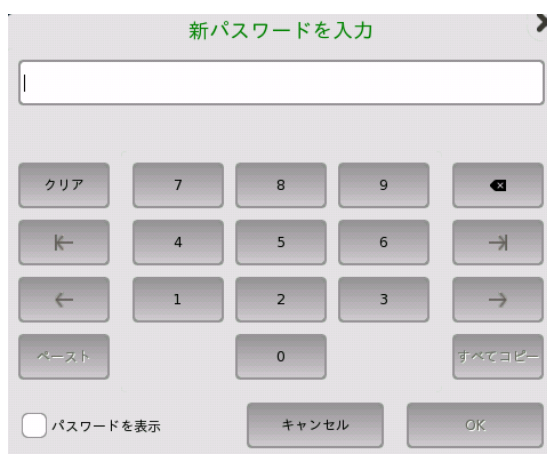 新パスワードを入力
クリア 7 8 9
4 5 6
1 2 3
ペースト 0 すべてコピー
パスワードを表示 キャンセル OK